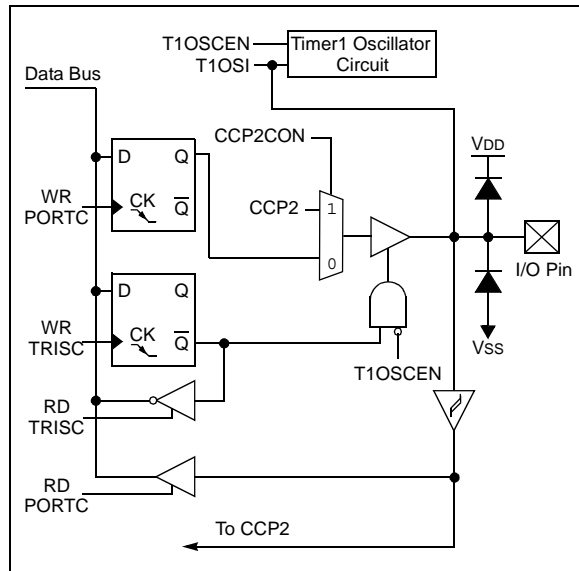 T1OSCEN
T1OSI
Timer1 Oscillator
Circuit
Data Bus
D
Q
CK
Q
WR
PORTC
CCP2CON
CCP2
1
0
VDD
I/O Pin
VSS
D
Q
CK
Q
WR
TRISC
T1OSCEN
RD
TRISC
RD
PORTC
To CCP2